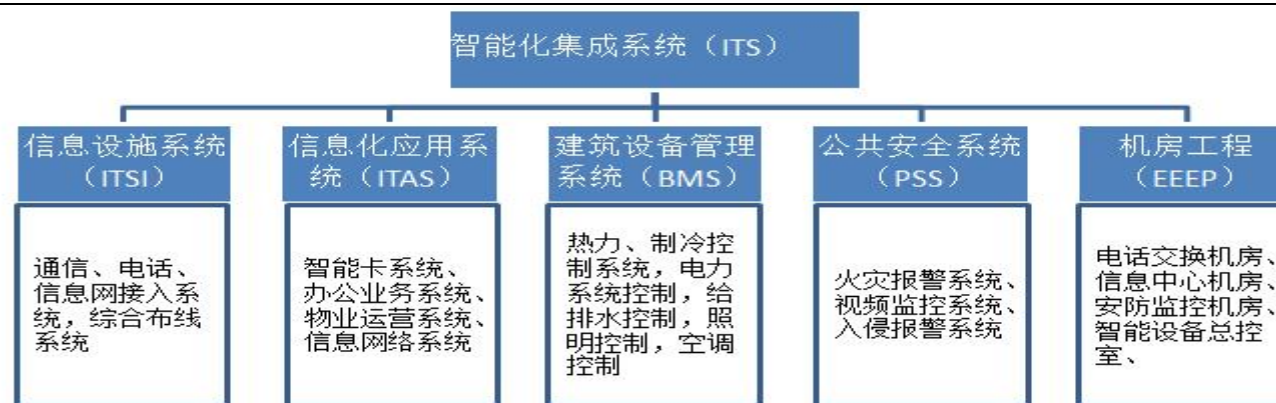 智能化集成系统（ITS）
信息设施系统
（ITSI）
通信、电话、
信息网接入系
统，综合布线
系统
信息化应用系
统（ITAS）
智能卡系统、
办公业务系统、
物业运营系统、
信息网络系统
建筑设备管理
系统（BMS）
热力、制冷控
制系统，电力
系统控制，给
排水控制，照
明控制，空调
控制
公共安全系统
（PSS）
火灾报警系统、
视频监控系统、
入侵报警系统
机房工程
（EEEP）
电话交换机房、
信息中心机房、
安防监控机房、
智能设备总控
室、